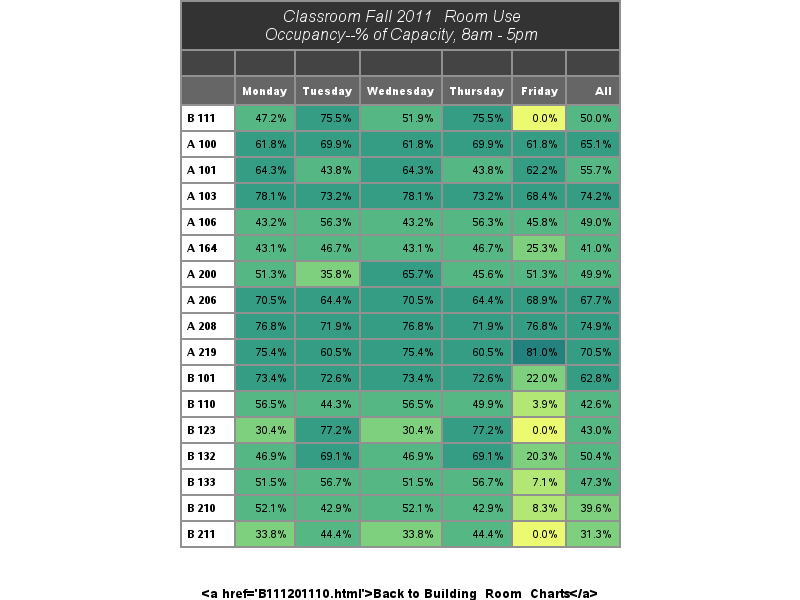 Classroom Fall 2011 Room Use
Occupancy--% of Capacity, 8am - 5pm
Monday Tuesday Wednesday Thursday Friday All
B 111 47.2% 75.5% 51.9% 75.5% 0.0% 50.0%
A 100 61.8% 69.9% 61.8% 69.9% 61.8% 65.1%
A 101 64.3% 43.8% 64.3% 43.8% 62.2% 55.7%
A 103 78.1% 73.2% 78.1% 73.2% 68.4% 74.2%
A 106 43.2% 56.3% 43.2% 56.3% 45.8% 49.0%
A 164 43.1% 46.7% 43.1% 46.7% 25.3% 41.0%
A 200 51.3% 35.8% 65.7% 45.6% 51.3% 49.9%
A 206 70.5% 64.4% 70.5% 64.4% 68.9% 67.7%
A 208 76.8% 71.9% 76.8% 71.9% 76.8% 74.9%
A 219 75.4% 60.5% 75.4% 60.5% 81.0% 70.5%
B 101 73.4% 72.6% 73.4% 72.6% 22.0% 62.8%
B 110 56.5% 44.3% 56.5% 49.9% 3.9% 42.6%
B 123 30.4% 77.2% 30.4% 77.2% 0.0% 43.0%
B 132 46.9% 69.1% 46.9% 69.1% 20.3% 50.4%
B 133 51.5% 56.7% 51.5% 56.7% 7.1% 47.3%
B 210 52.1% 42.9% 52.1% 42.9% 8.3% 39.6%
B 211 33.8% 44.4% 33.8% 44.4% 0.0% 31.3%
<a href='B111201110.html'>Back to Building Room Charts</a>